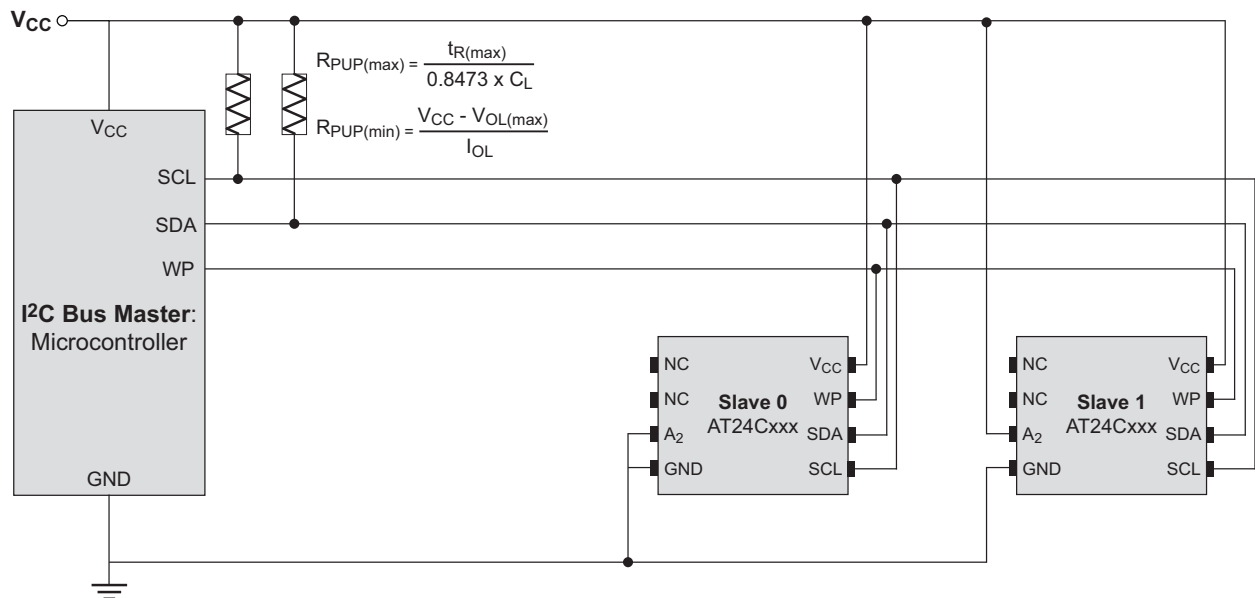 VCC
RPUP(max) = tR(max)
0.8473 x CL
RPUP(min) = VCC - VOL(max)
IOL
VCC
SCL
SDA
WP
I2C Bus Master:
Microcontroller
GND
NC
NC
A2
GND
Slave 0
AT24Cxxx
VCC
WP
SDA
SCL
NC
NC
A2
GND
Slave 1
AT24Cxxx
VCC
WP
SDA
SCL